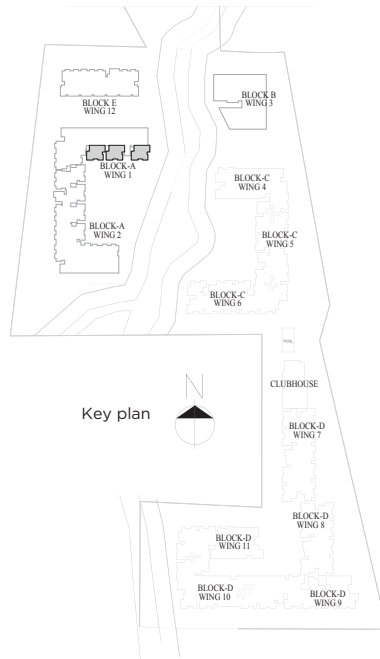 BLOCK E
WING 12
BLOCK B
WING 3
BLOCK-A
WING 1
BLOCK-C
WING 4
BLOCK-A
WING 2
BLOCK-C
WING 5
BLOCK-C
WING 6
POOL
CLUBHOUSE
N
Key plan
BLOCK-D
WING 7
BLOCK-D
WING 8
BLOCK-D
WING 11
BLOCK-D
WING 10
BLOCK-D
WING 9